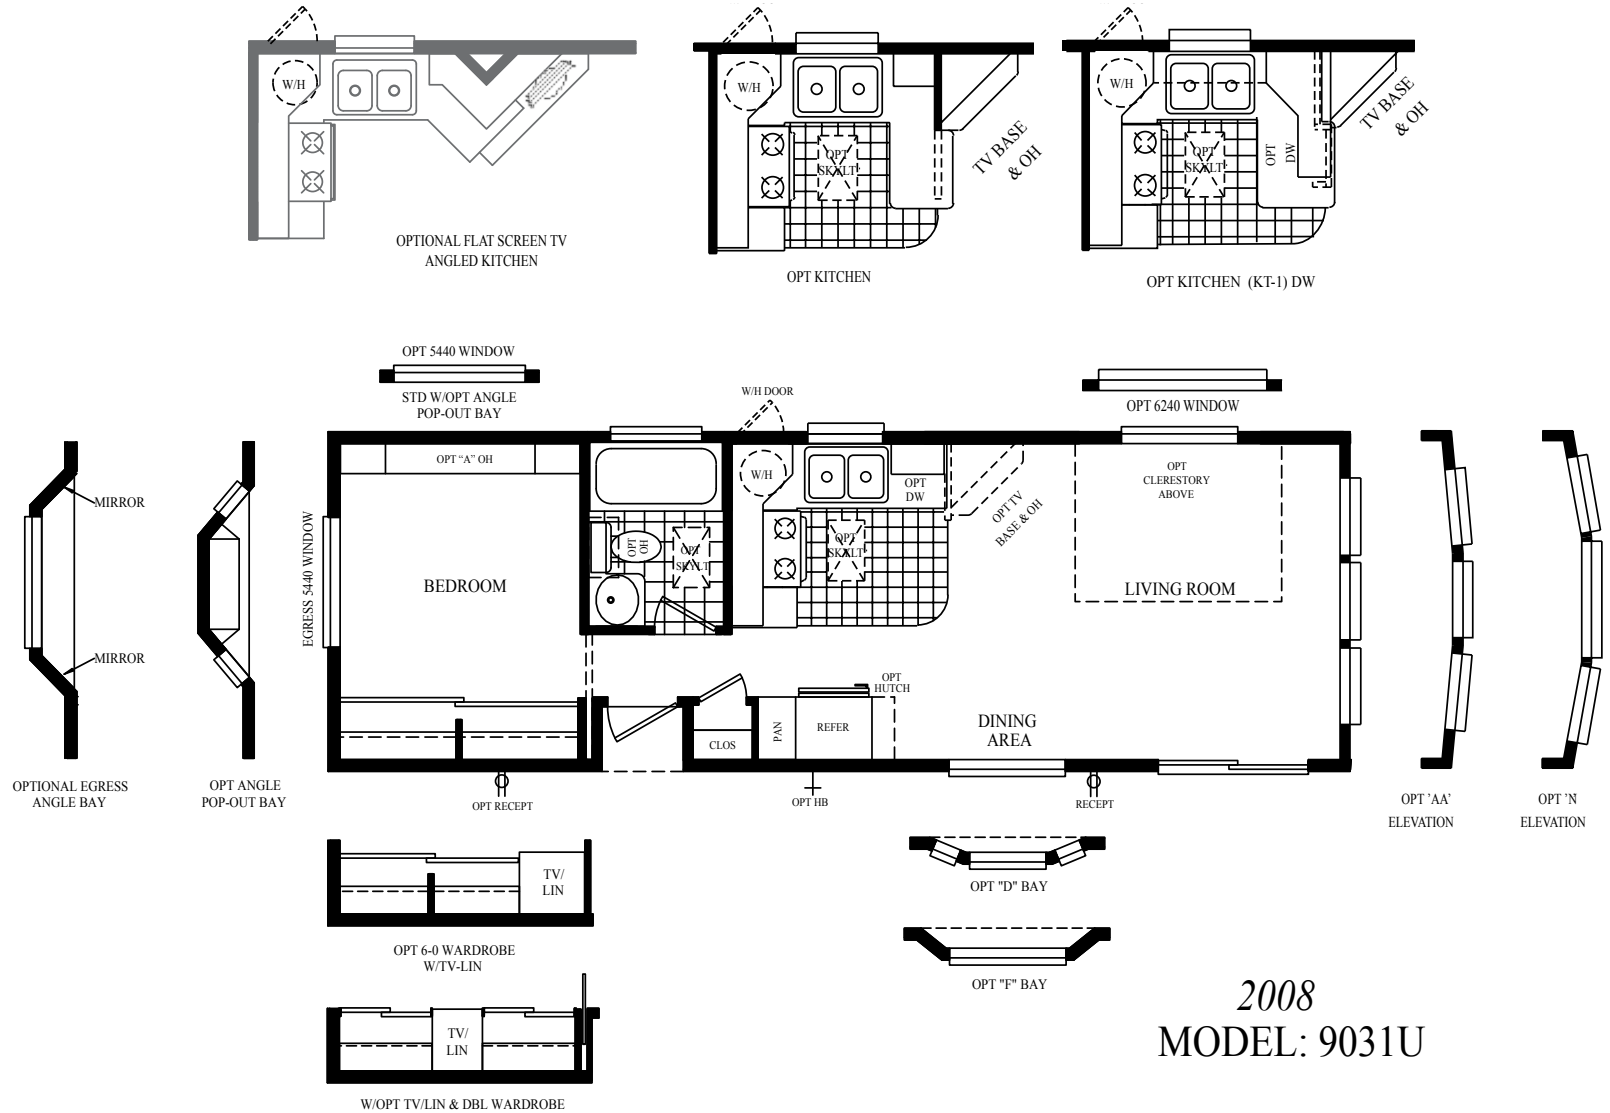 W/H
OPTIONAL FLAT SCREEN TV
ANGLED KITCHEN
W/H
OPT
SKYLT
TV BASE
& OH
OPT KITCHEN
W/H
OPT
SKYLT
OPT
DW
TV BASE
& OH
OPT KITCHEN (KT-1) DW
OPT 5440 WINDOW
STD W/OPT ANGLE
POP-OUT BAY
W/H DOOR
OPT 6240 WINDOW
MIRROR
MIRROR
OPTIONAL EGRESS
ANGLE BAY
OPT ANGLE
POP-OUT BAY
EGRESS 5440 WINDOW
OPT “A” OH
BEDROOM
OPT
OH
OPT
SKYLT
W/H
OPT
DW
OPT
SKYLT
OPT TV
BASE & OH
OPT
CLERESTORY
ABOVE
LIVING ROOM
OPT
HUTCH
DINING
AREA
CLOS
PAN
REFER
OPT RECEPT
OPT HB
RECEPT
OPT 'AA'
ELEVATION
OPT 'N
ELEVATION
TV/
LIN
OPT 6-0 WARDROBE
W/TV-LIN
OPT "D" BAY
OPT "F" BAY
TV/
LIN
W/OPT TV/LIN & DBL WARDROBE
2008
MODEL: 9031U